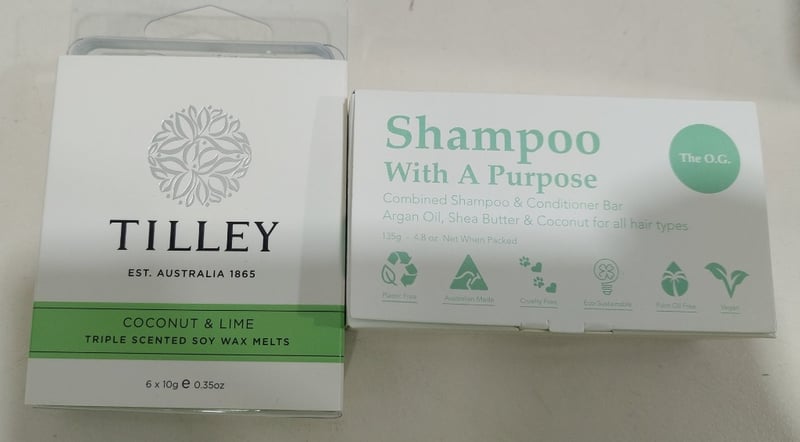 TILLEY
EST. AUSTRALIA 1865
COCONUT & LIME
TRIPLE SCENTED SOY WAX MELTS
6 x 10g e 0.35oz
Shampoo
With A Purpose
The O.G.
Combined Shampoo & Conditioner Bar
Argan Oil, Shea Butter & Coconut for all hair types
135g - 4.8 oz Net When Packed
Plastic Free
Australian Made
Cruelty Free
Eco-Sustainable
Palm Oil Free
Vegan